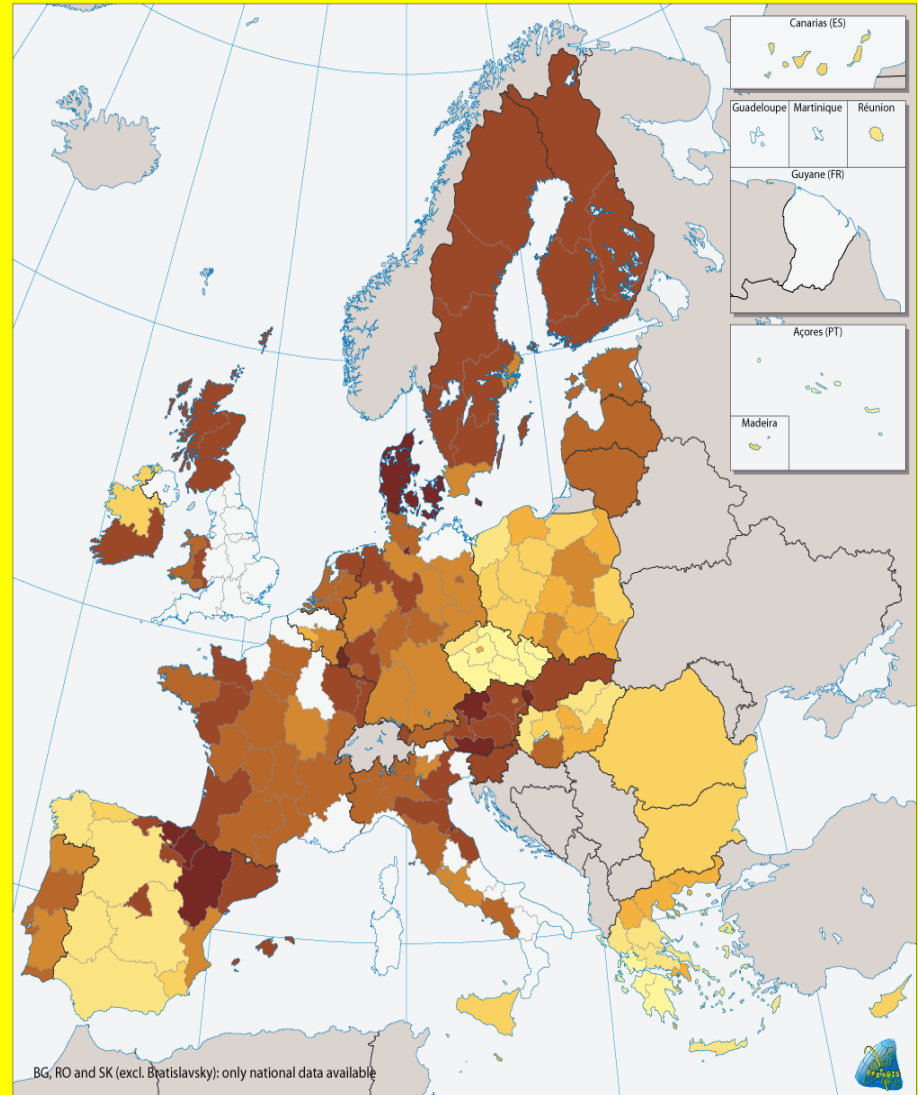 Canarias (ES)
Guadeloupe
Martinique
Réunion
Guyane (FR)
Açores (PT)
Madeira
BG, RO and SK (excl. Bratislavsky): only national data available
RegioGIS